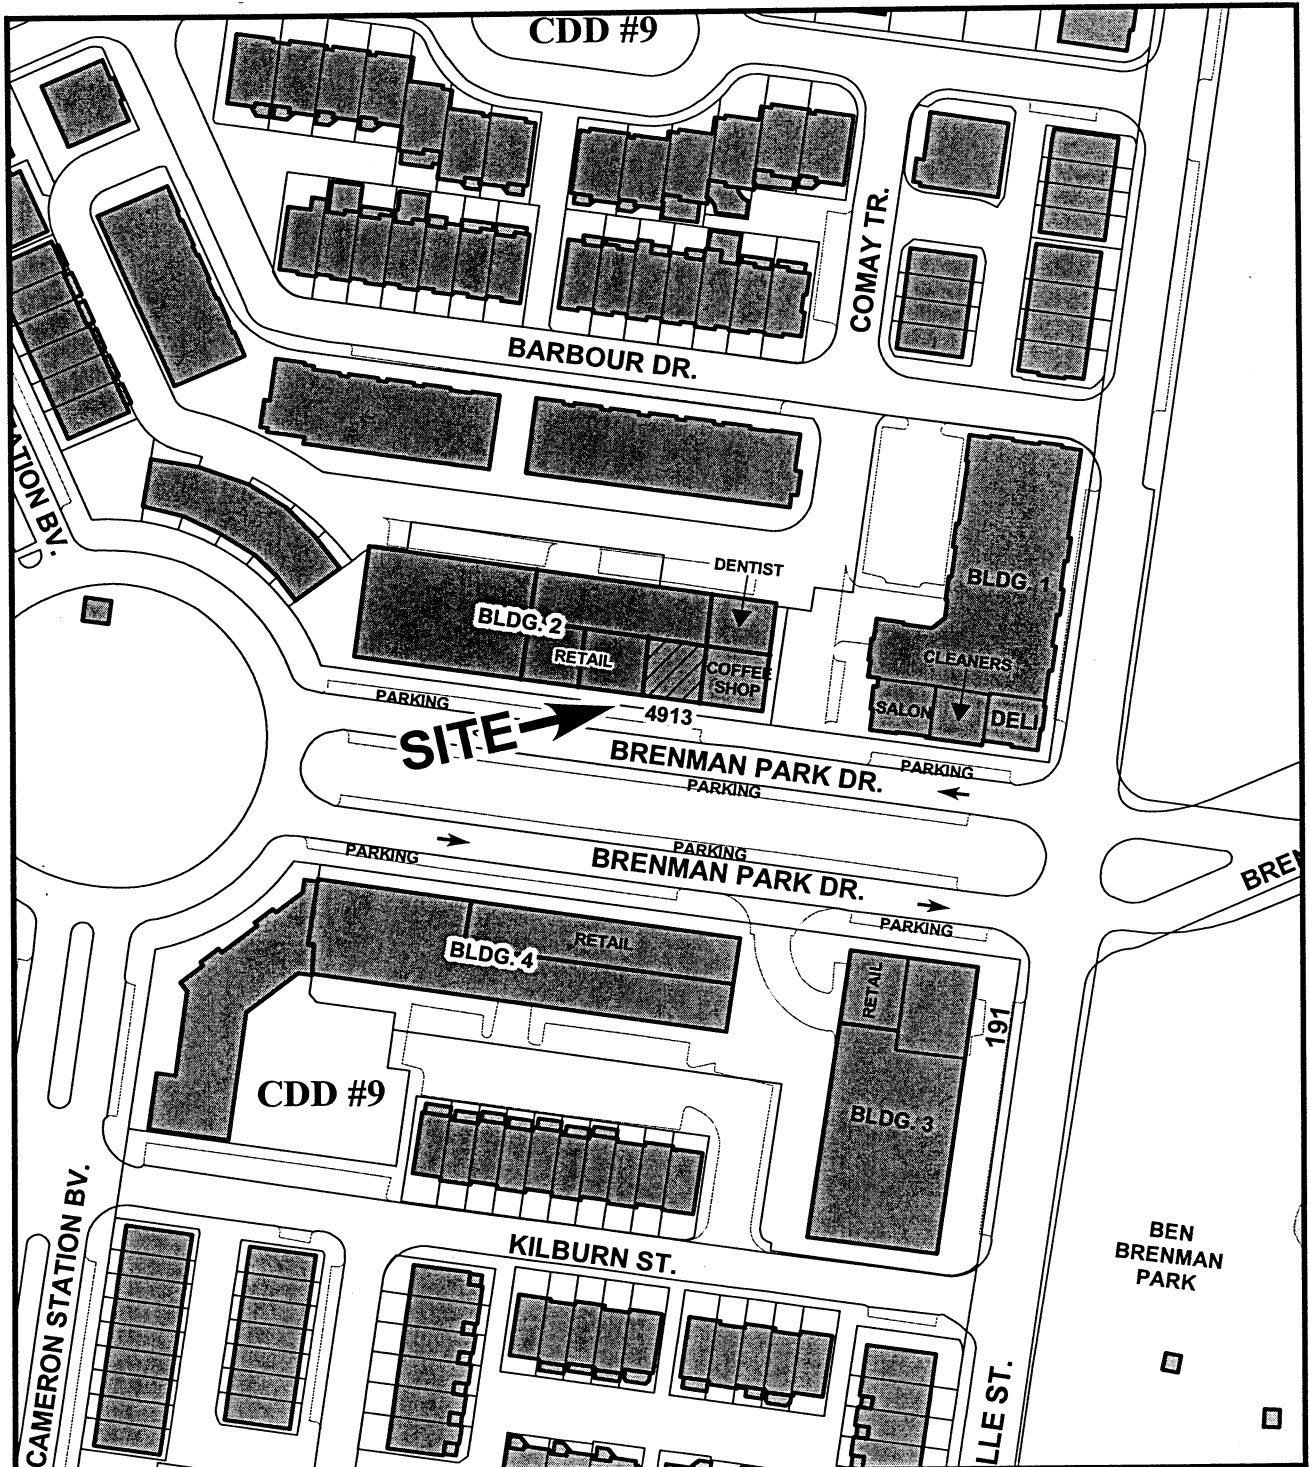 CDD #9
COMAY TR.
BARBOUR DR.
ATION BV.
DENTIST
BLDG. 1
BLDG. 2
RETAIL
COFFEE
SHOP
CLEANERS
SALON
DELI
PARKING
4913
SITE
BRENMAN PARK DR.
PARKING
PARKING
PARKING
PARKING
BRENMAN PARK DR.
BREN
PARKING
RETAIL
BLDG. 4
RETAIL
191
CDD #9
BLDG. 3
CAMERON STATION BV.
KILBURN ST.
BEN
BRENMAN
PARK
LLE ST.